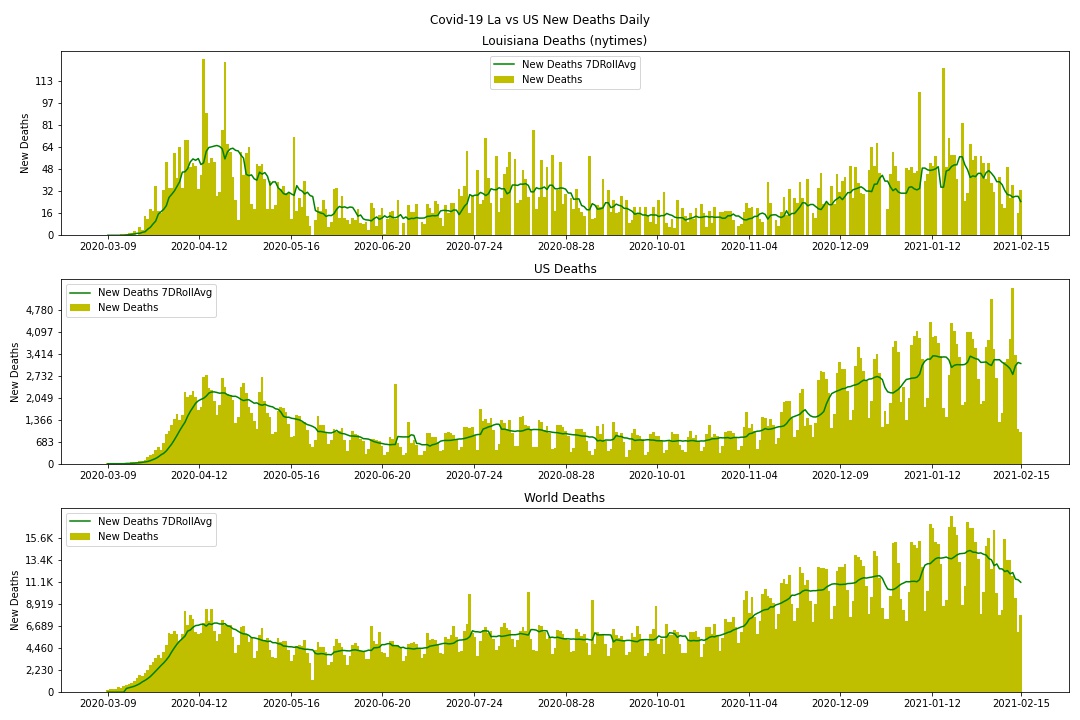 Covid-19 La vs US New Deaths Daily
Louisiana Deaths (nytimes)
New Deaths 7DRollAvg
New Deaths
New Deaths
113
97
81
64
48
32
16
0
2020-03-09 2020-04-12 2020-05-16 2020-06-20 2020-07-24 2020-08-28 2020-10-01 2020-11-04 2020-12-09 2021-01-12 2021-02-15
US Deaths
New Deaths 7DRollAvg
New Deaths
New Deaths
4,780
4,097
3,414
2,732
2,049
1,366
683
0
2020-03-09 2020-04-12 2020-05-16 2020-06-20 2020-07-24 2020-08-28 2020-10-01 2020-11-04 2020-12-09 2021-01-12 2021-02-15
World Deaths
New Deaths 7DRollAvg
New Deaths
New Deaths
15.6K
13.4K
11.1K
8,919
6,689
4,460
2,230
0
2020-03-09 2020-04-12 2020-05-16 2020-06-20 2020-07-24 2020-08-28 2020-10-01 2020-11-04 2020-12-09 2021-01-12 2021-02-15